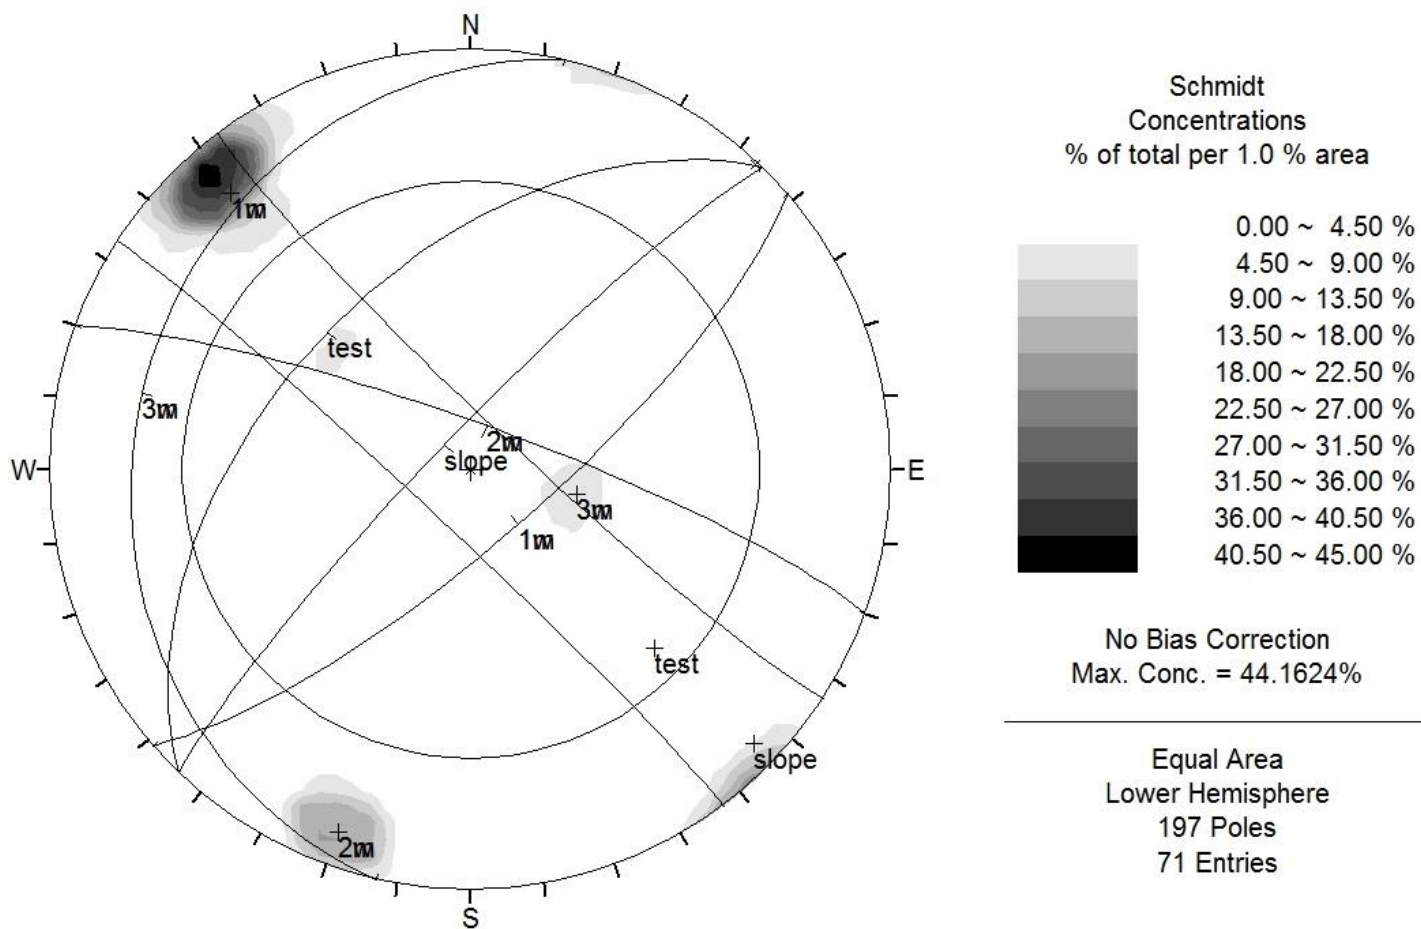 N
1m
test
3m
W
2m
slope
E
3m
1m
test
slope
2m
S
Schmidt
Concentrations
% of total per 1.0 % area
0.00 ~ 4.50 %
4.50 ~ 9.00 %
9.00 ~ 13.50 %
13.50 ~ 18.00 %
18.00 ~ 22.50 %
22.50 ~ 27.00 %
27.00 ~ 31.50 %
31.50 ~ 36.00 %
36.00 ~ 40.50 %
40.50 ~ 45.00 %
No Bias Correction
Max. Conc. = 44.1624%
Equal Area
Lower Hemisphere
197 Poles
71 Entries